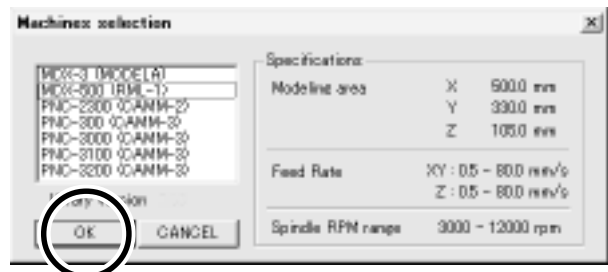 Machines selection
MDX-3 (MODELA)
MDX-500 (RML-1)
PNC-2300 (CAMM-2)
PNC-300 (CAMM-3)
PNC-3000 (CAMM-3)
PNC-3100 (CAMM-3)
PNC-3200 (CAMM-3)
Library version
OK CANCEL
Specifications
Modeling area X 500.0 mm
Y 330.0 mm
Z 105.0 mm
Feed Rate XY : 0.5 - 80.0 mm/s
Z : 0.5 - 80.0 mm/s
Spindle RPM range 3000 - 12000 rpm